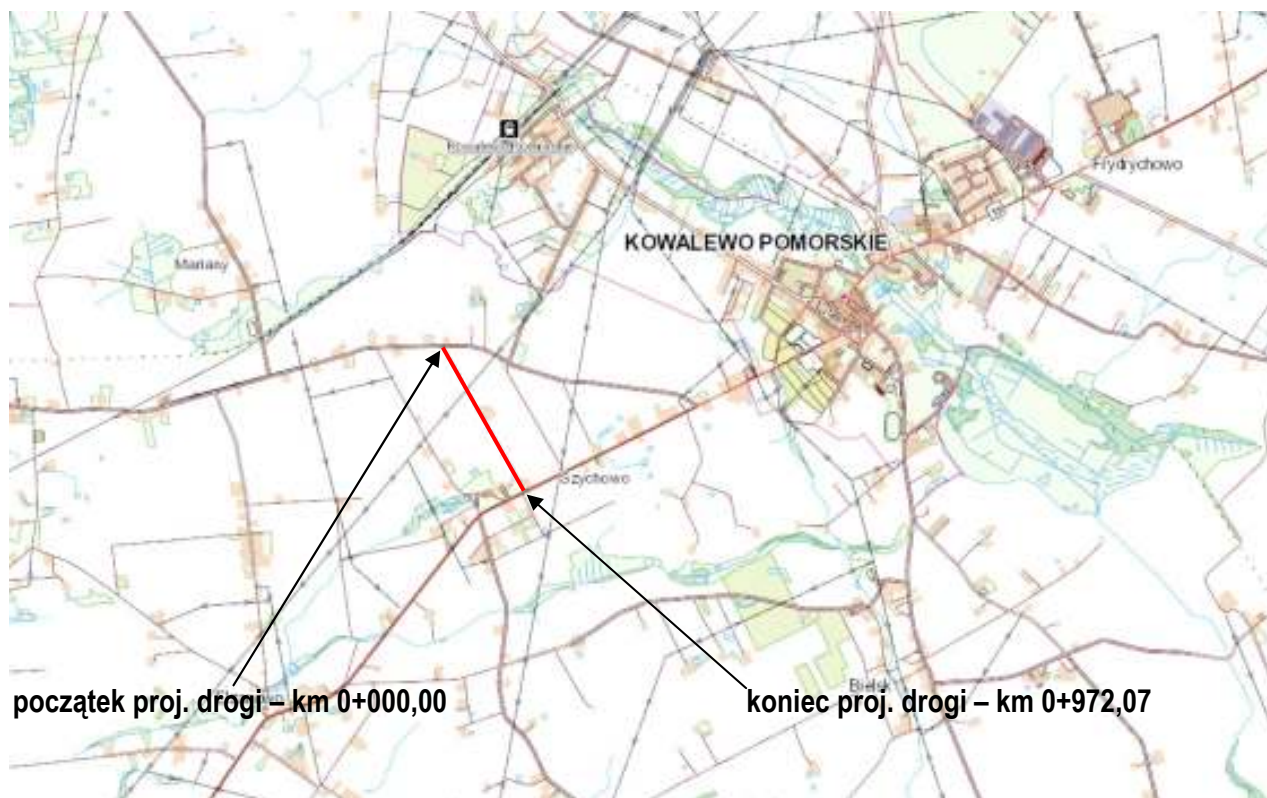 Frydrychowo
KOWALEWO POMORSKIE
Mariany
Szychowo
Bielsk
początek proj. drogi – km 0+000,00
koniec proj. drogi – km 0+972,07